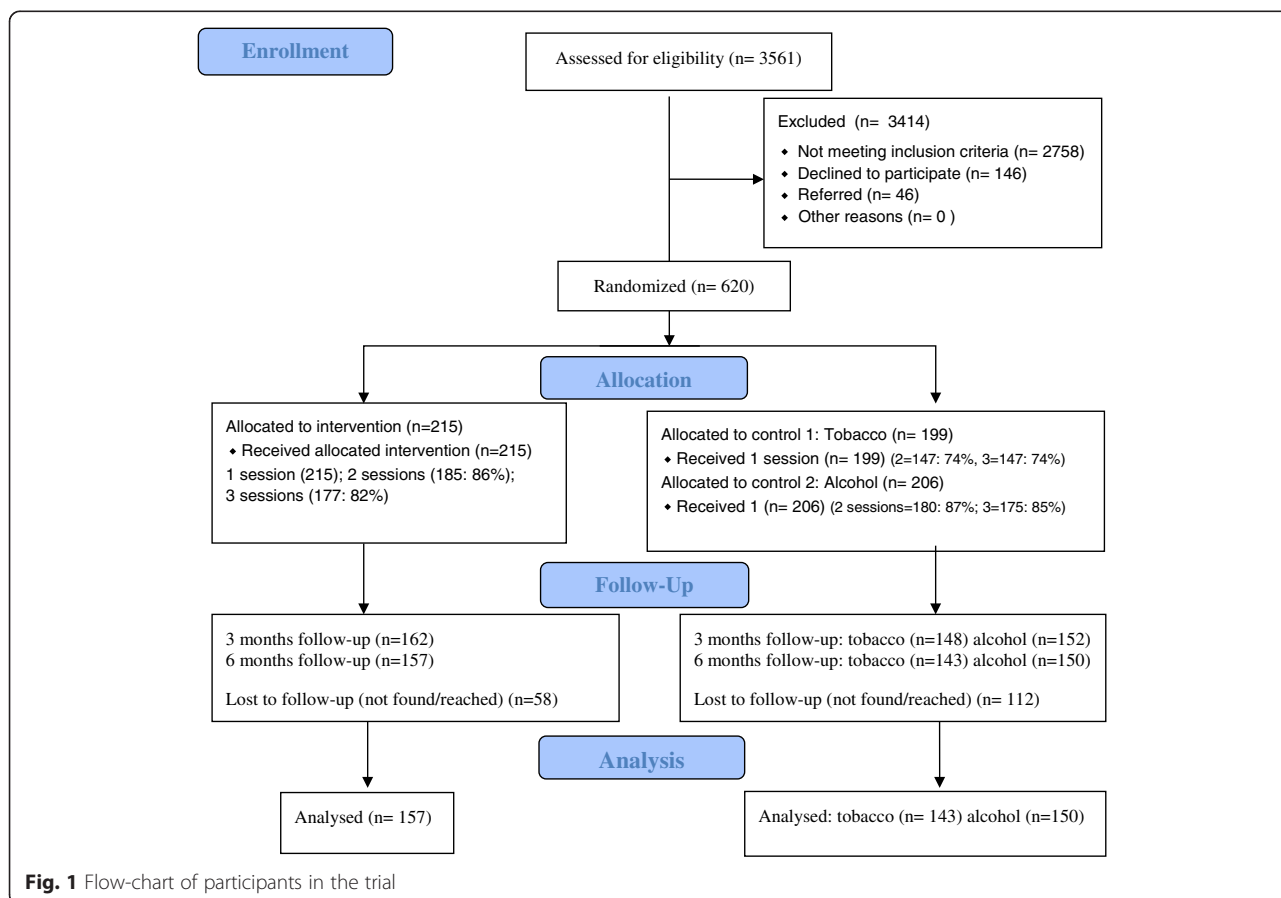 Enrollment
Assessed for eligibility (n= 3561)
Excluded (n= 3414)
◆ Not meeting inclusion criteria (n= 2758)
◆ Declined to participate (n= 146)
◆ Referred (n= 46)
◆ Other reasons (n= 0 )
Randomized (n= 620)
Allocation
Allocated to intervention (n=215)
◆ Received allocated intervention (n=215)
1 session (215); 2 sessions (185: 86%);
3 sessions (177: 82%)
Allocated to control 1: Tobacco (n= 199)
◆ Received 1 session (n= 199) (2=147: 74%, 3=147: 74%)
Allocated to control 2: Alcohol (n= 206)
◆ Received 1 (n= 206) (2 sessions=180: 87%; 3=175: 85%)
Follow-Up
3 months follow-up (n=162)
6 months follow-up (n=157)
Lost to follow-up (not found/reached) (n=58)
3 months follow-up: tobacco (n=148) alcohol (n=152)
6 months follow-up: tobacco (n=143) alcohol (n=150)
Lost to follow-up (not found/reached) (n= 112)
Analysis
Analysed (n= 157)
Analysed: tobacco (n= 143) alcohol (n=150)
Fig. 1 Flow-chart of participants in the trial